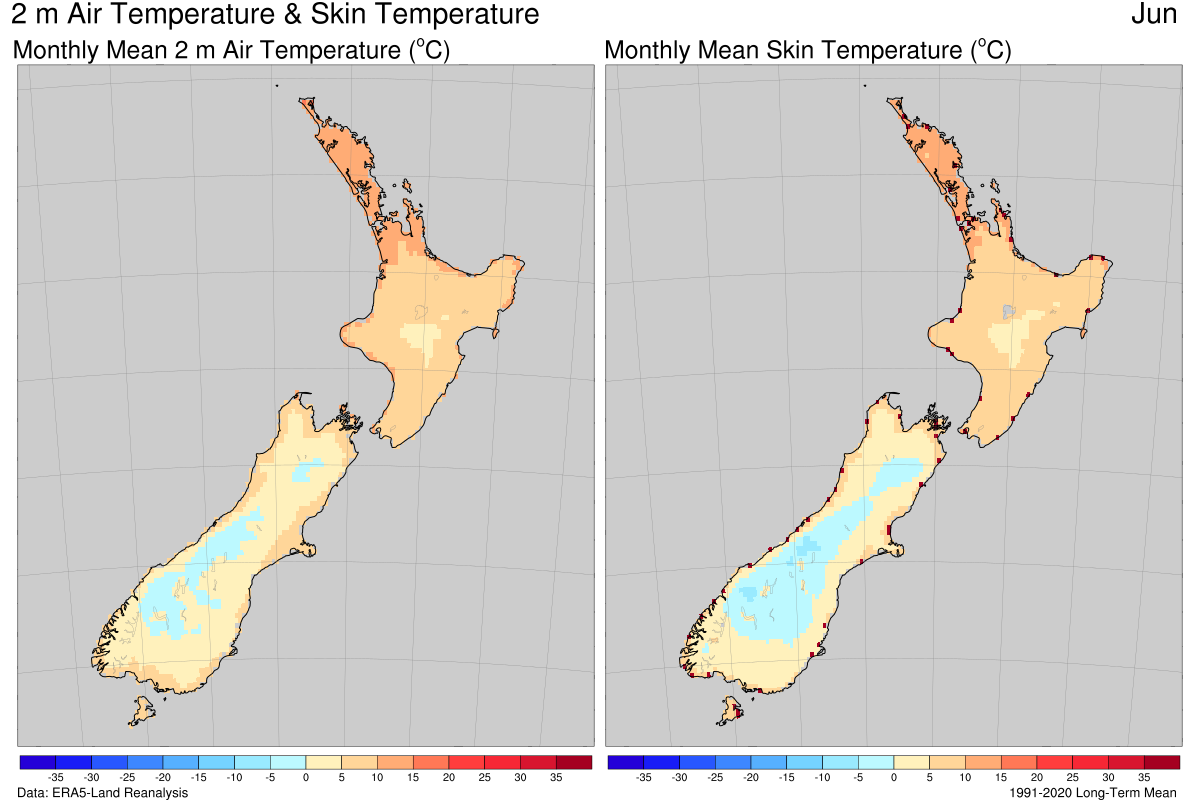 2 m Air Temperature & Skin Temperature Jun
Monthly Mean 2 m Air Temperature (°C) Monthly Mean Skin Temperature (°C)
-35 -30 -25 -20 -15 -10 -5 0 5 10 15 20 25 30 35 -35 -30 -25 -20 -15 -10 -5 0 5 10 15 20 25 30 35
Data: ERA5-Land Reanalysis 1991-2020 Long-Term Mean